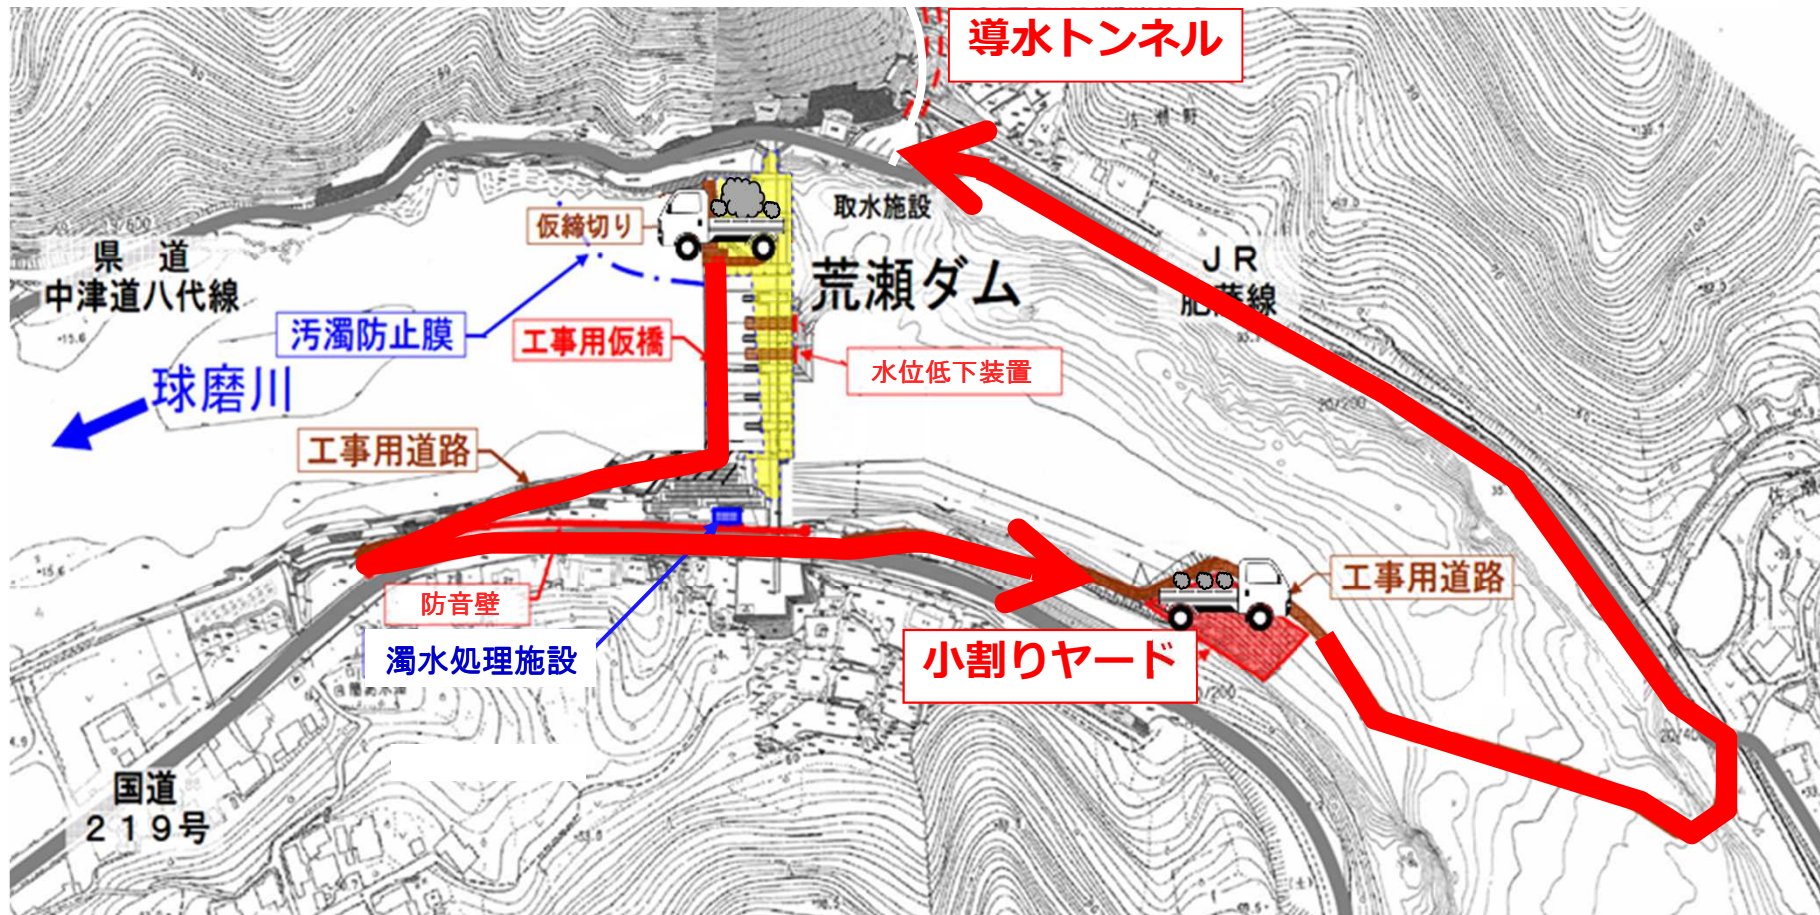 導水トンネル
取水施設
仮締切り
県 道
中津道八代線
JR
肥薩線
荒瀬ダム
汚濁防止膜
工事用仮橋
水位低下装置
球磨川
工事用道路
防音壁
工事用道路
濁水処理施設
小割りヤード
国道
219号
20/200